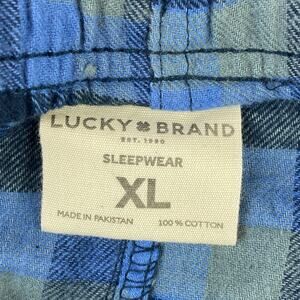 LUCKY BRAND
EST. 1990
SLEEPWEAR
XL
MADE IN PAKISTAN 100% COTTON